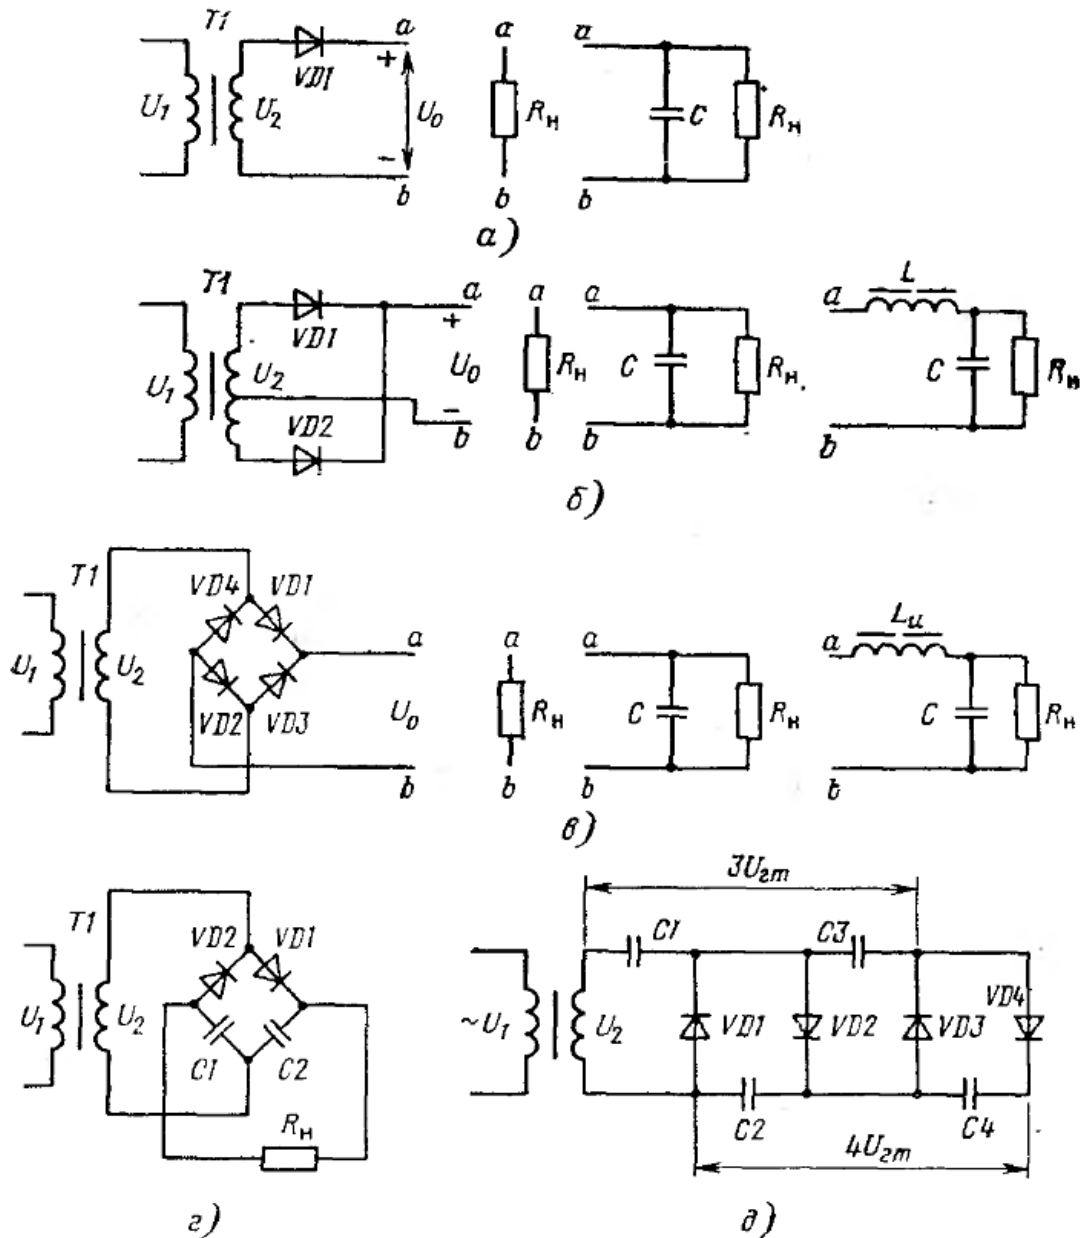 T1
VD1
a
+
U₁
U₂
U₀
−
b
a
Rн
b
a
C
Rн
b
а)
T1
VD1
a
+
U₁
U₂
U₀
−
b
VD2
a
Rн
b
a
C
Rн
b
L
a
C
Rн
b
б)
T1
VD4
VD1
U₁
U₂
VD2
VD3
a
U₀
b
a
Rн
b
a
C
Rн
b
Lи
a
C
Rн
b
в)
T1
VD2
VD1
U₁
U₂
C1
C2
Rн
г)
3U₂m
C1
C3
~U₁
U₂
VD1
VD2
VD3
VD4
C2
C4
4U₂m
д)